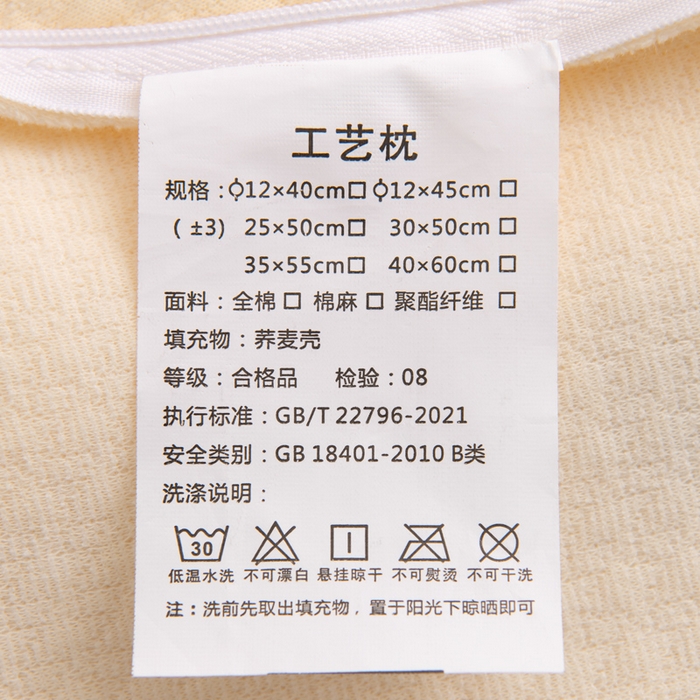 工艺枕
规格：ϕ12×40cm□ ϕ12×45cm □
( ±3) 25×50cm□ 30×50cm □
35×55cm□ 40×60cm □
面料：全棉 □ 棉麻 □ 聚酯纤维 □
填充物：荞麦壳
等级：合格品 检验：08
执行标准：GB/T 22796-2021
安全类别：GB 18401-2010 B类
洗涤说明：
30
低温水洗 不可漂白 悬挂晾干 不可熨烫 不可干洗
注：洗前先取出填充物，置于阳光下晾晒即可